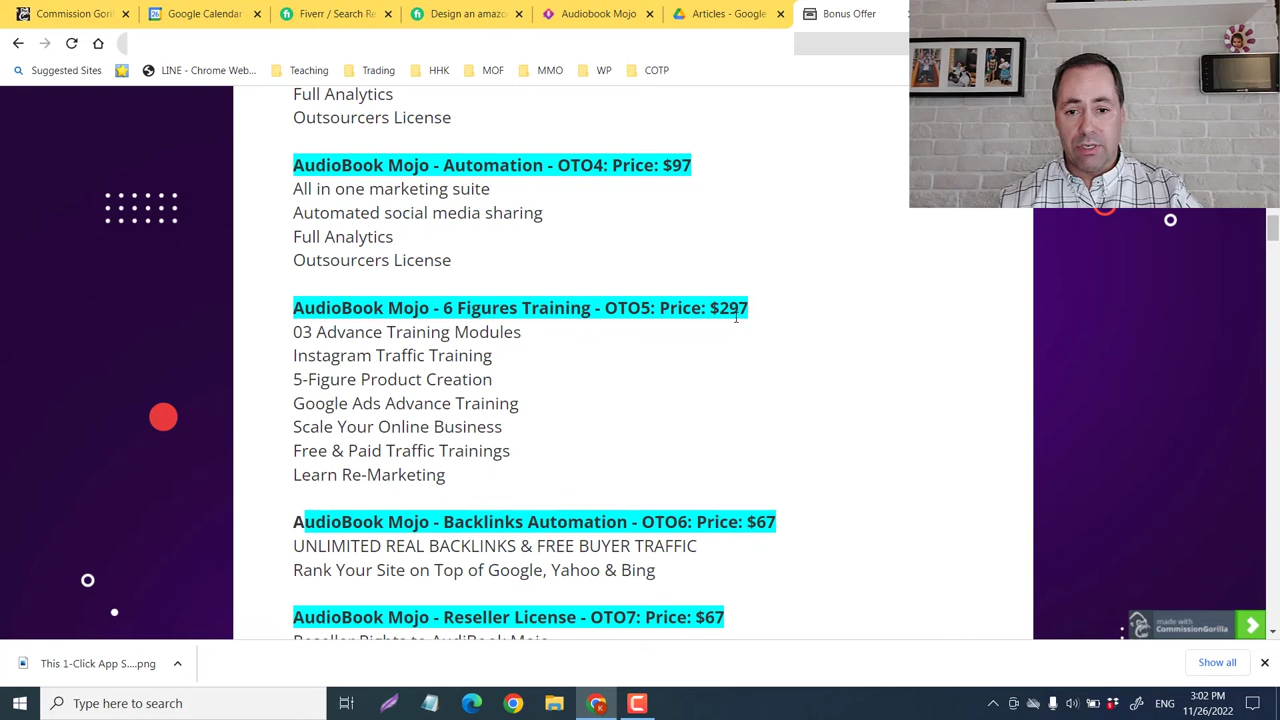 Commission Gori
Google Calendar
Fiverr / Search Re
Design an amazo
Audiobook Mojo
Articles - Google
Bonus Offer
Suggested Sites
LINE - Chrome Web...
Teaching
Trading
HHK
MOF
MMO
WP
COTP
Full Analytics
Outsourcers License
AudioBook Mojo - Automation - OTO4: Price: $97
All in one marketing suite
Automated social media sharing
Full Analytics
Outsourcers License
AudioBook Mojo - 6 Figures Training - OTO5: Price: $297
03 Advance Training Modules
Instagram Traffic Training
5-Figure Product Creation
Google Ads Advance Training
Scale Your Online Business
Free & Paid Traffic Trainings
Learn Re-Marketing
AudioBook Mojo - Backlinks Automation - OTO6: Price: $67
UNLIMITED REAL BACKLINKS & FREE BUYER TRAFFIC
Rank Your Site on Top of Google, Yahoo & Bing
AudioBook Mojo - Reseller License - OTO7: Price: $67
Reseller Rights to AudiBook Mojo
made with
CommissionGorilla
This 1-Click App S....png
Show all
Type here to search
ENG
3:02 PM
11/26/2022